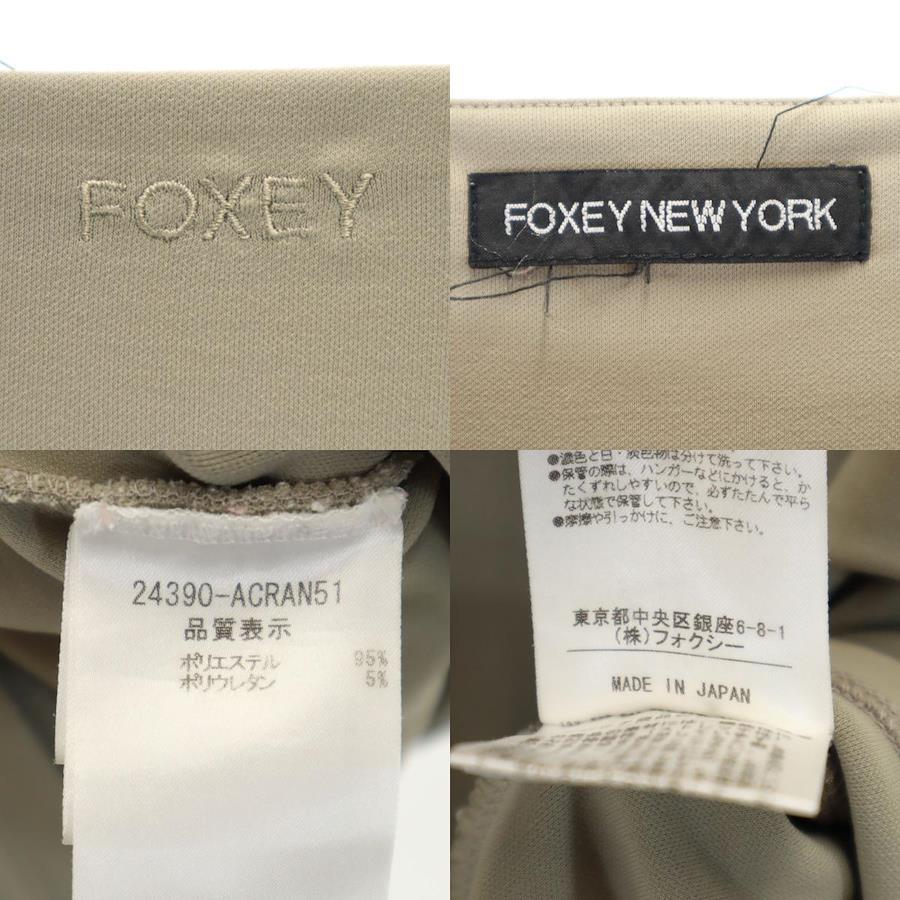 FOXEY
FOXEY NEW YORK
24390-ACRAN51
品質表示
ポリエステル 95%
ポリウレタン 5%
●濃色と白・淡色物は分けて洗って下さい。
●保管の際は、ハンガーなどにかけると、か
たくずれしやすいので、必ずたたんで平ら
な状態で保管して下さい。
●摩擦や引っかけに、ご注意下さい。
東京都中央区銀座6-8-1
(株)フォクシー
MADE IN JAPAN